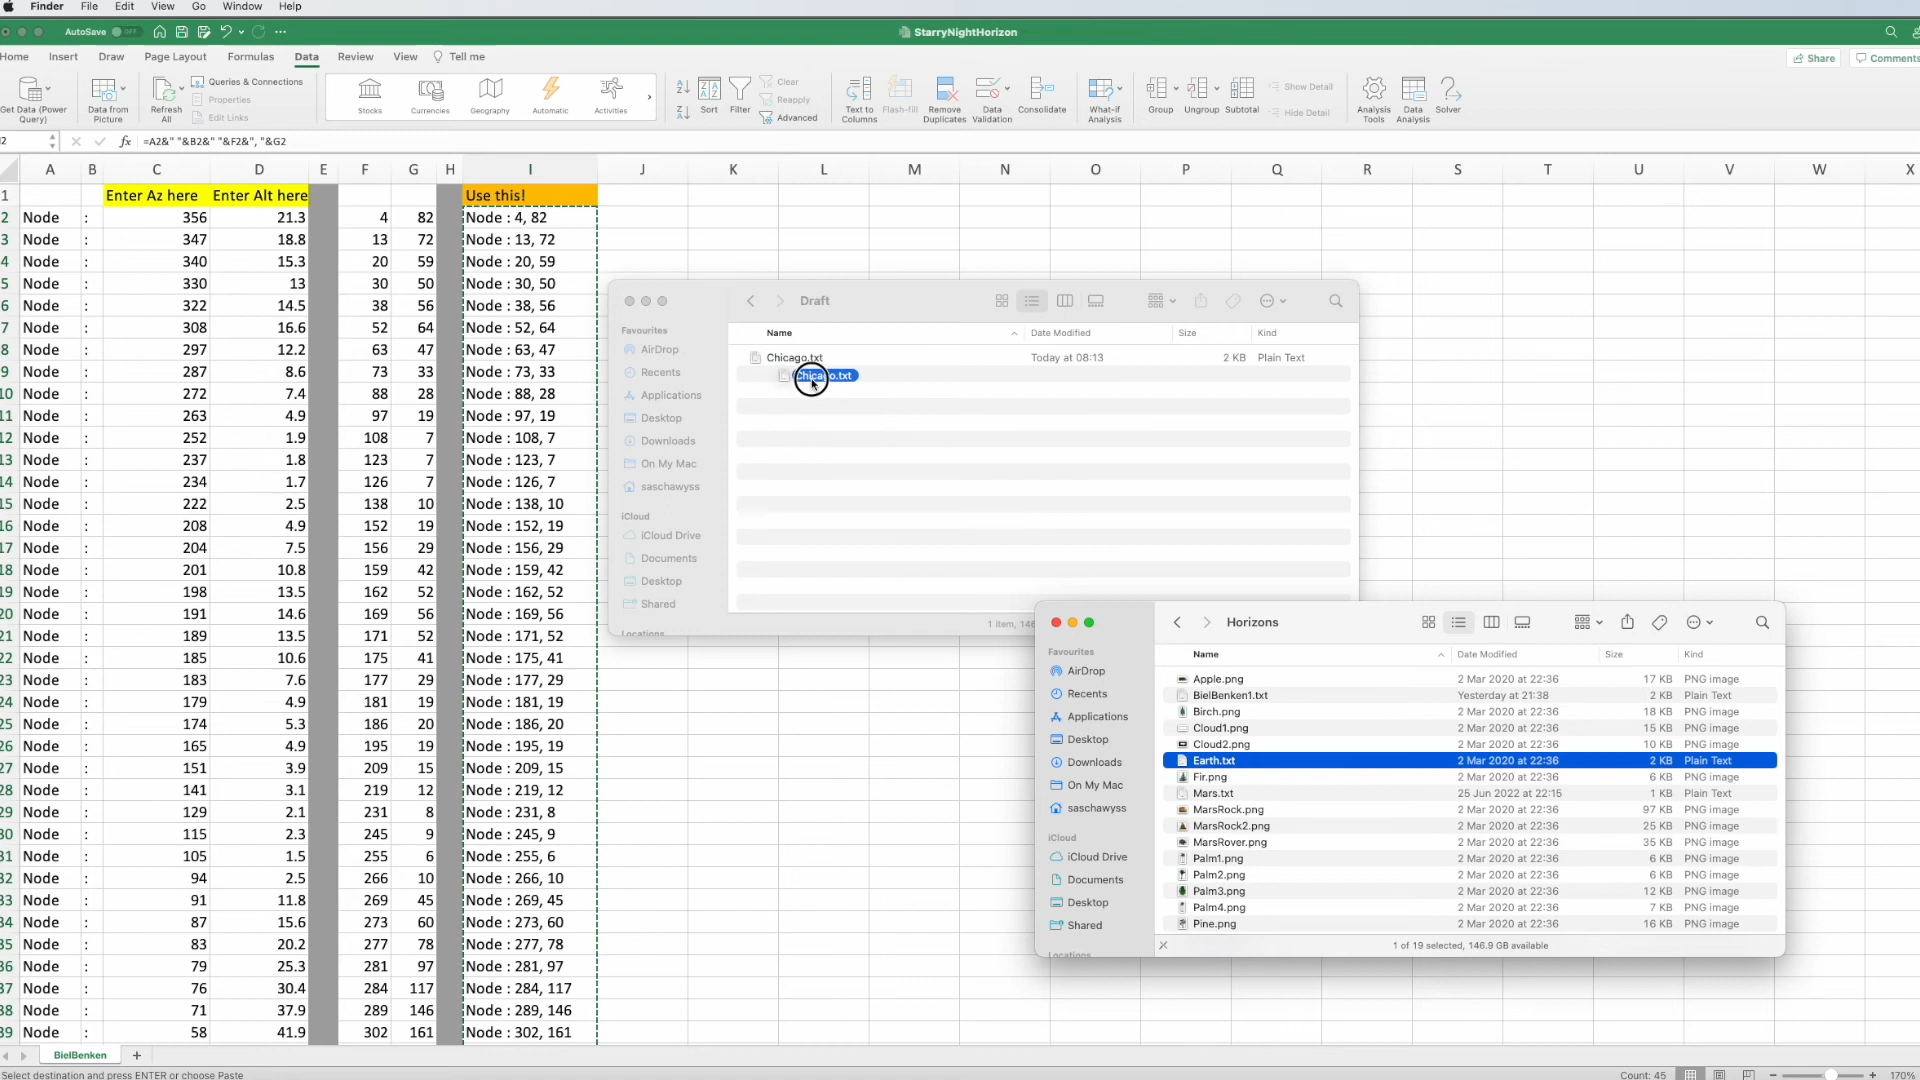 Finder File Edit View Go Window Help
AutoSave OFF StarryNightHorizon
Home Insert Draw Page Layout Formulas Data Review View Tell me Share Comments
Get Data (Power Query) Data from Picture Refresh All Queries & Connections Properties Edit Links Stocks Currencies Geography Automatic Activities Sort Filter Clear Reapply Advanced Text to Columns Flash-fill Remove Duplicates Data Validation Consolidate What-if Analysis Group Ungroup Subtotal Show Detail Hide Detail Analysis Tools Data Analysis Solver
fx =A2&" "&B2&" "&F2&", "&G2
A B C D E F G H I J K L M N O P Q R S T U V W X
1 Enter Az here Enter Alt here Use this!
2 Node : 356 21.3 4 82 Node : 4, 82
3 Node : 347 18.8 13 72 Node : 13, 72
4 Node : 340 15.3 20 59 Node : 20, 59
5 Node : 330 13 30 50 Node : 30, 50
6 Node : 322 14.5 38 56 Node : 38, 56
7 Node : 308 16.6 52 64 Node : 52, 64
8 Node : 297 12.2 63 47 Node : 63, 47
9 Node : 287 8.6 73 33 Node : 73, 33
10 Node : 272 7.4 88 28 Node : 88, 28
11 Node : 263 4.9 97 19 Node : 97, 19
12 Node : 252 1.9 108 7 Node : 108, 7
13 Node : 237 1.8 123 7 Node : 123, 7
14 Node : 234 1.7 126 7 Node : 126, 7
15 Node : 222 2.5 138 10 Node : 138, 10
16 Node : 208 4.9 152 19 Node : 152, 19
17 Node : 204 7.5 156 29 Node : 156, 29
18 Node : 201 10.8 159 42 Node : 159, 42
19 Node : 198 13.5 162 52 Node : 162, 52
20 Node : 191 14.6 169 56 Node : 169, 56
21 Node : 189 13.5 171 52 Node : 171, 52
22 Node : 185 10.6 175 41 Node : 175, 41
23 Node : 183 7.6 177 29 Node : 177, 29
24 Node : 179 4.9 181 19 Node : 181, 19
25 Node : 174 5.3 186 20 Node : 186, 20
26 Node : 165 4.9 195 19 Node : 195, 19
27 Node : 151 3.9 209 15 Node : 209, 15
28 Node : 141 3.1 219 12 Node : 219, 12
29 Node : 129 2.1 231 8 Node : 231, 8
30 Node : 115 2.3 245 9 Node : 245, 9
31 Node : 105 1.5 255 6 Node : 255, 6
32 Node : 94 2.5 266 10 Node : 266, 10
33 Node : 91 11.8 269 45 Node : 269, 45
34 Node : 87 15.6 273 60 Node : 273, 60
35 Node : 83 20.2 277 78 Node : 277, 78
36 Node : 79 25.3 281 97 Node : 281, 97
37 Node : 76 30.4 284 117 Node : 284, 117
38 Node : 71 37.9 289 146 Node : 289, 146
39 Node : 58 41.9 302 161 Node : 302, 161
Draft
Favourites
AirDrop
Recents
Applications
Desktop
Downloads
On My Mac
saschawyss
iCloud
iCloud Drive
Documents
Desktop
Shared
Locations
Name Date Modified Size Kind
Chicago.txt Today at 08:13 2 KB Plain Text
Chicago.txt
1 item, 146
Horizons
Favourites
AirDrop
Recents
Applications
Desktop
Downloads
On My Mac
saschawyss
iCloud
iCloud Drive
Documents
Desktop
Shared
Locations
Name Date Modified Size Kind
Apple.png 2 Mar 2020 at 22:36 17 KB PNG image
BielBenken1.txt Yesterday at 21:38 2 KB Plain Text
Birch.png 2 Mar 2020 at 22:36 18 KB PNG image
Cloud1.png 2 Mar 2020 at 22:36 15 KB PNG image
Cloud2.png 2 Mar 2020 at 22:36 10 KB PNG image
Earth.txt 2 Mar 2020 at 22:36 2 KB Plain Text
Fir.png 2 Mar 2020 at 22:36 6 KB PNG image
Mars.txt 25 Jun 2022 at 22:15 1 KB Plain Text
MarsRock.png 2 Mar 2020 at 22:36 97 KB PNG image
MarsRock2.png 2 Mar 2020 at 22:36 25 KB PNG image
MarsRover.png 2 Mar 2020 at 22:36 35 KB PNG image
Palm1.png 2 Mar 2020 at 22:36 6 KB PNG image
Palm2.png 2 Mar 2020 at 22:36 6 KB PNG image
Palm3.png 2 Mar 2020 at 22:36 12 KB PNG image
Palm4.png 2 Mar 2020 at 22:36 7 KB PNG image
Pine.png 2 Mar 2020 at 22:36 16 KB PNG image
1 of 19 selected, 146.9 GB available
BielBenken +
Select destination and press ENTER or choose Paste Count: 45 170%